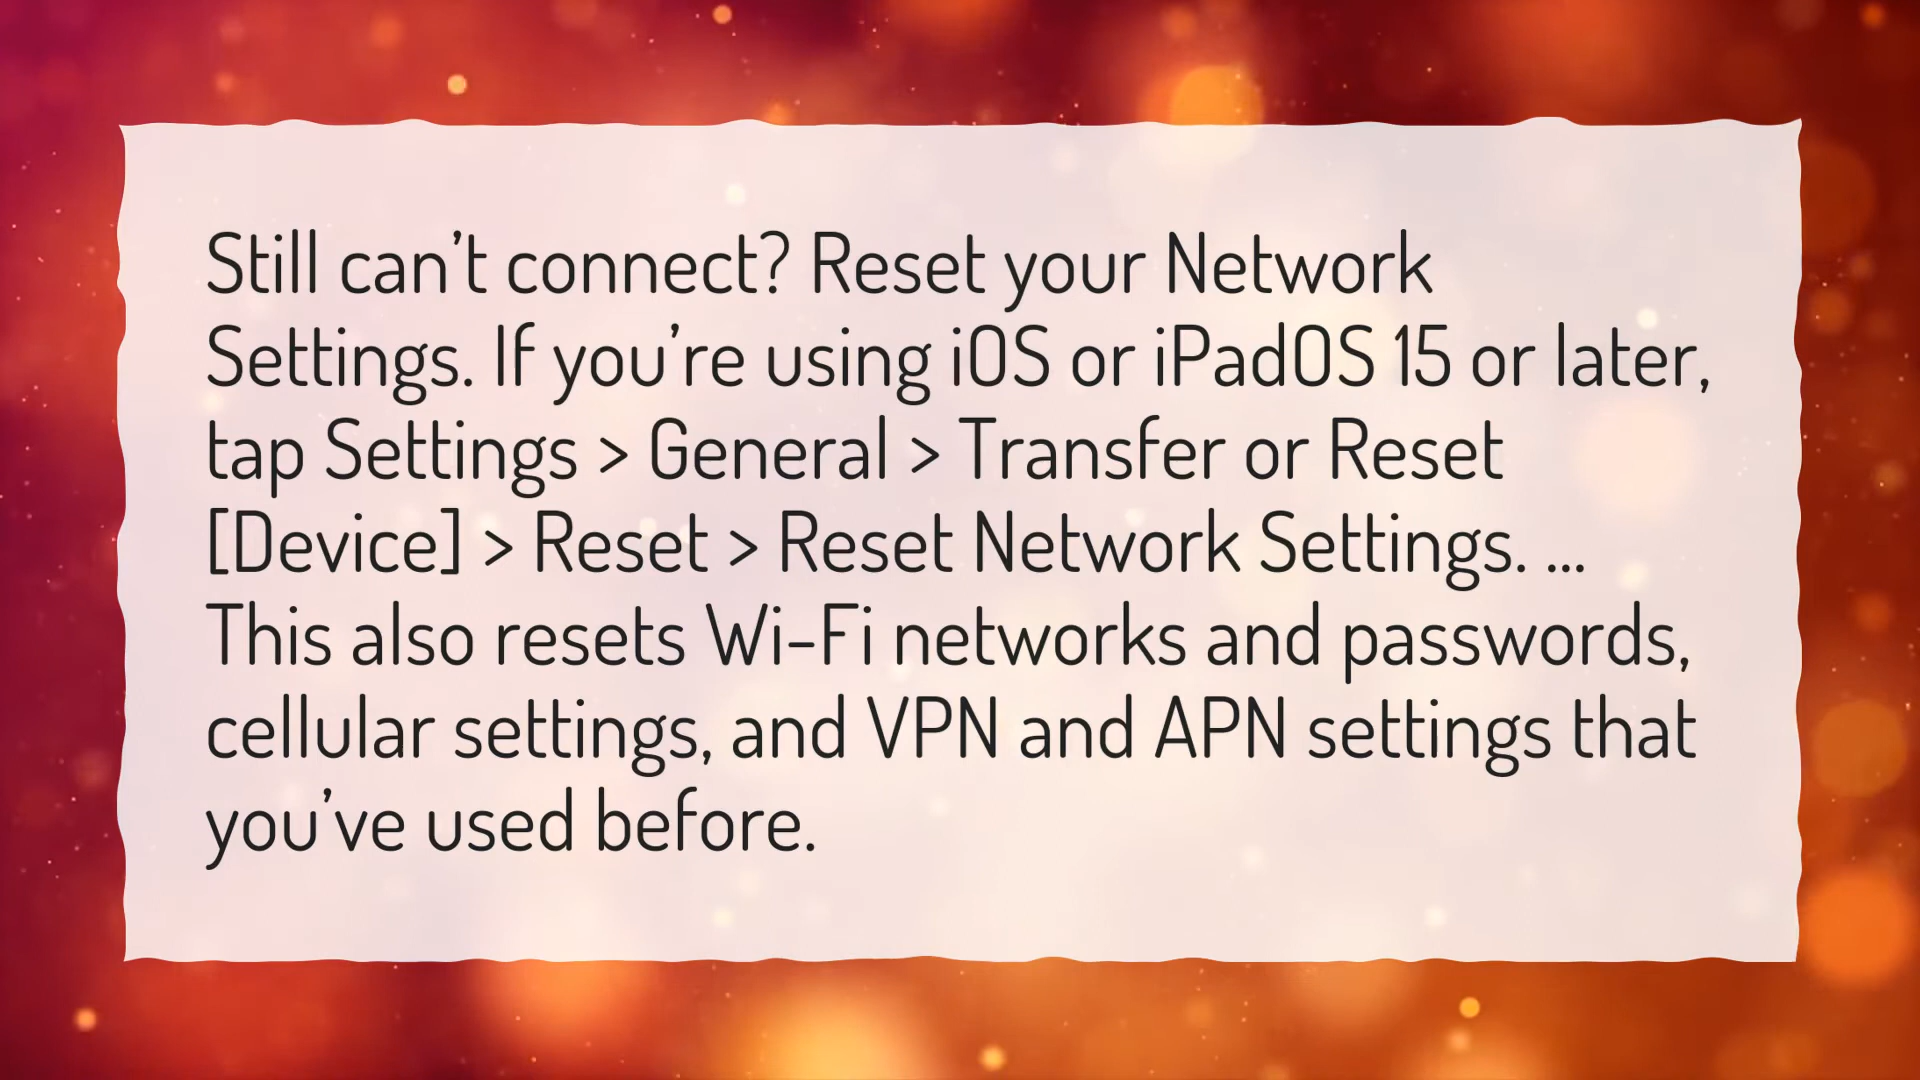 Still can’t connect? Reset your Network
Settings. If you’re using iOS or iPadOS 15 or later,
tap Settings > General > Transfer or Reset
[Device] > Reset > Reset Network Settings. ...
This also resets Wi-Fi networks and passwords,
cellular settings, and VPN and APN settings that
you’ve used before.